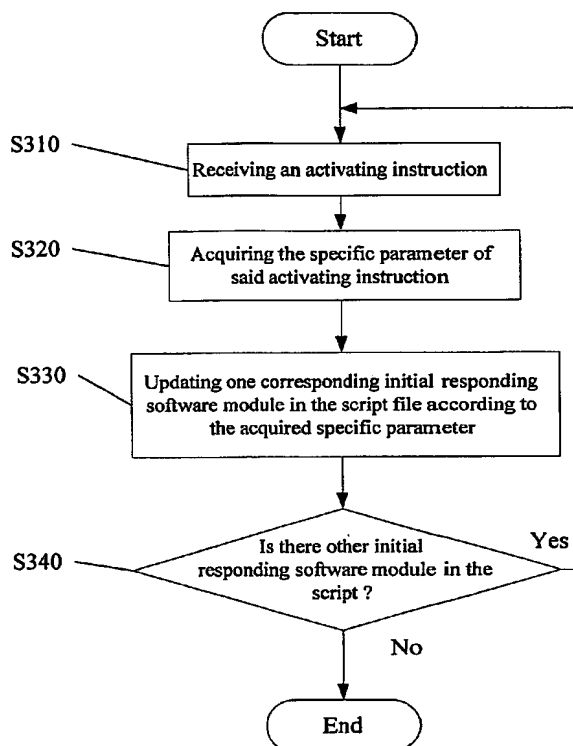 Start
S310
Receiving an activating instruction
S320
Acquiring the specific parameter of
said activating instruction
S330
Updating one corresponding initial responding
software module in the script file according to
the acquired specific parameter
S340
Is there other initial
responding software module in the
script ?
Yes
No
End